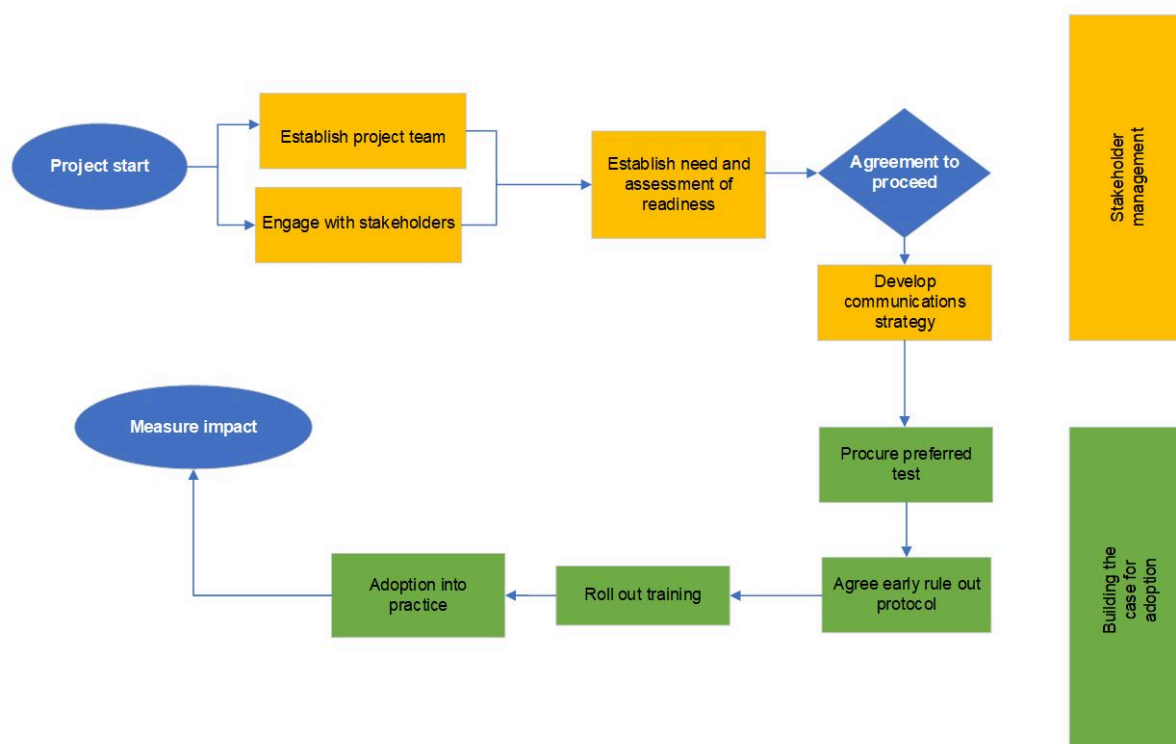 Project start
Establish project team
Engage with stakeholders
Establish need and
assessment of
readiness
Agreement to
proceed
Develop
communications
strategy
Stakeholder
management
Procure preferred
test
Agree early rule out
protocol
Roll out training
Adoption into
practice
Measure impact
Building the
case for
adoption